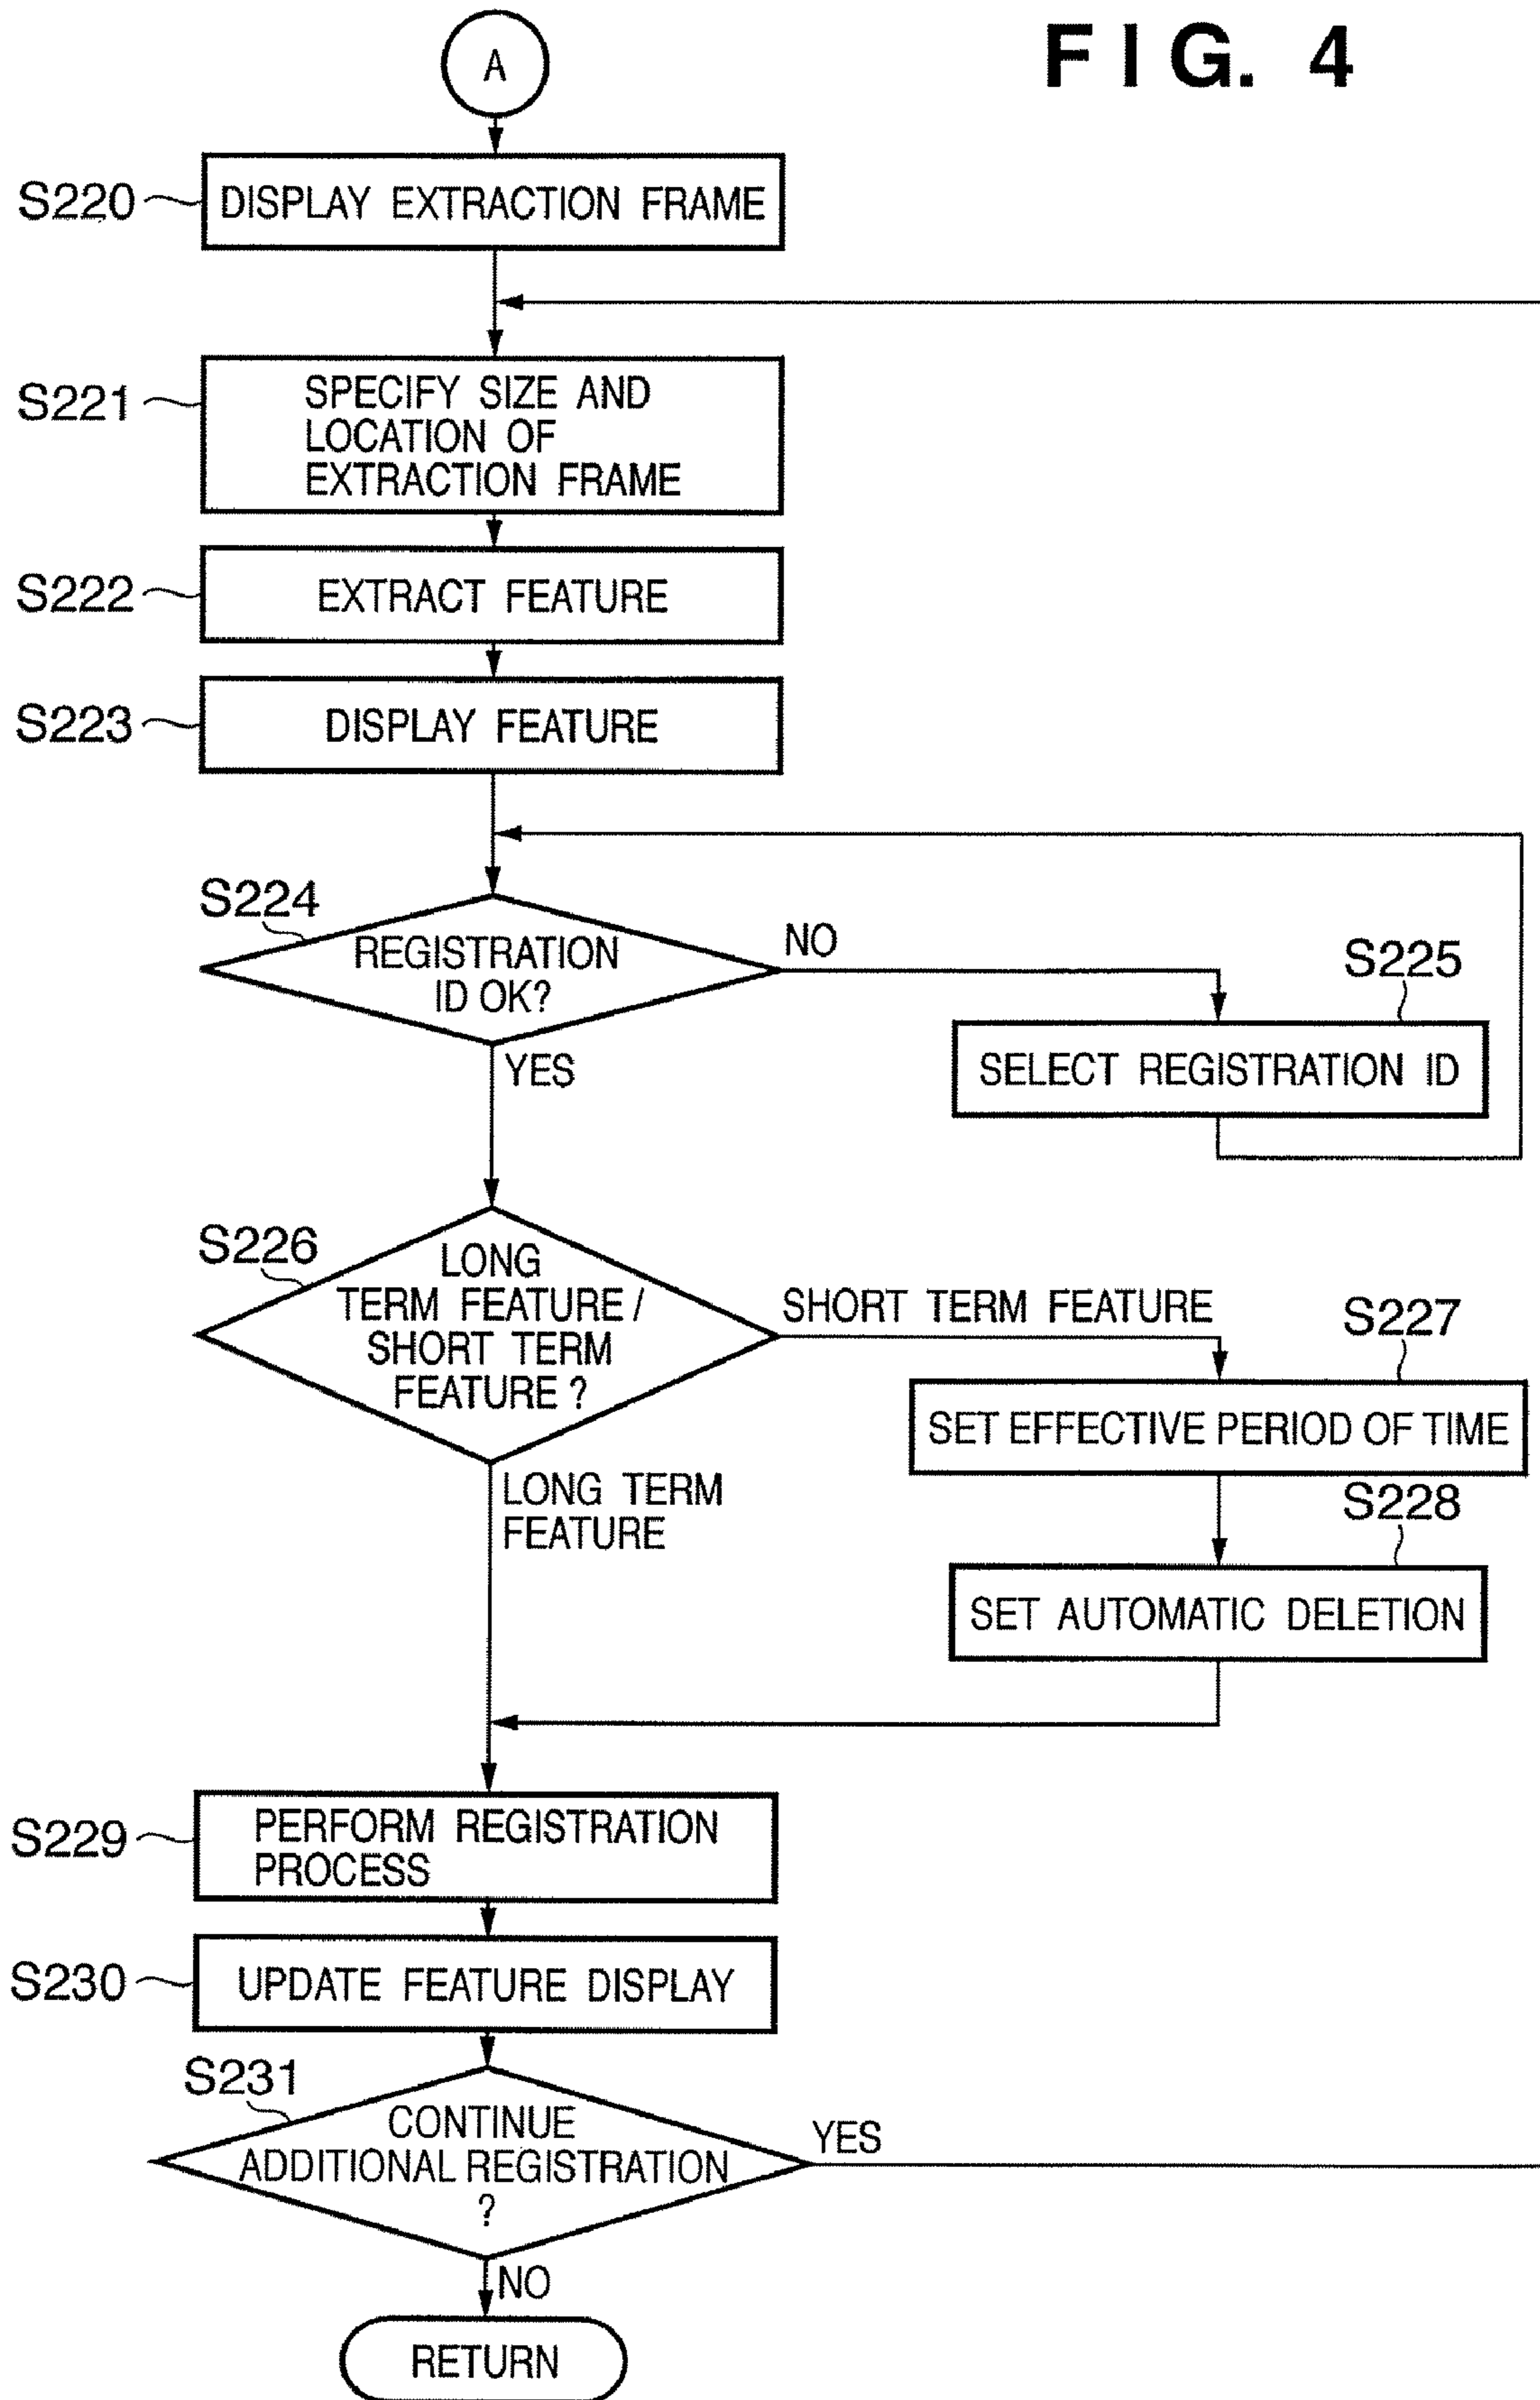 FIG. 4
A
S220
DISPLAY EXTRACTION FRAME
S221
SPECIFY SIZE AND
LOCATION OF
EXTRACTION FRAME
S222
EXTRACT FEATURE
S223
DISPLAY FEATURE
S224
REGISTRATION
ID OK?
NO
YES
S225
SELECT REGISTRATION ID
S226
LONG
TERM FEATURE /
SHORT TERM
FEATURE ?
SHORT TERM FEATURE
S227
SET EFFECTIVE PERIOD OF TIME
LONG TERM
FEATURE
S228
SET AUTOMATIC DELETION
S229
PERFORM REGISTRATION
PROCESS
S230
UPDATE FEATURE DISPLAY
S231
CONTINUE
ADDITIONAL REGISTRATION
?
YES
NO
RETURN